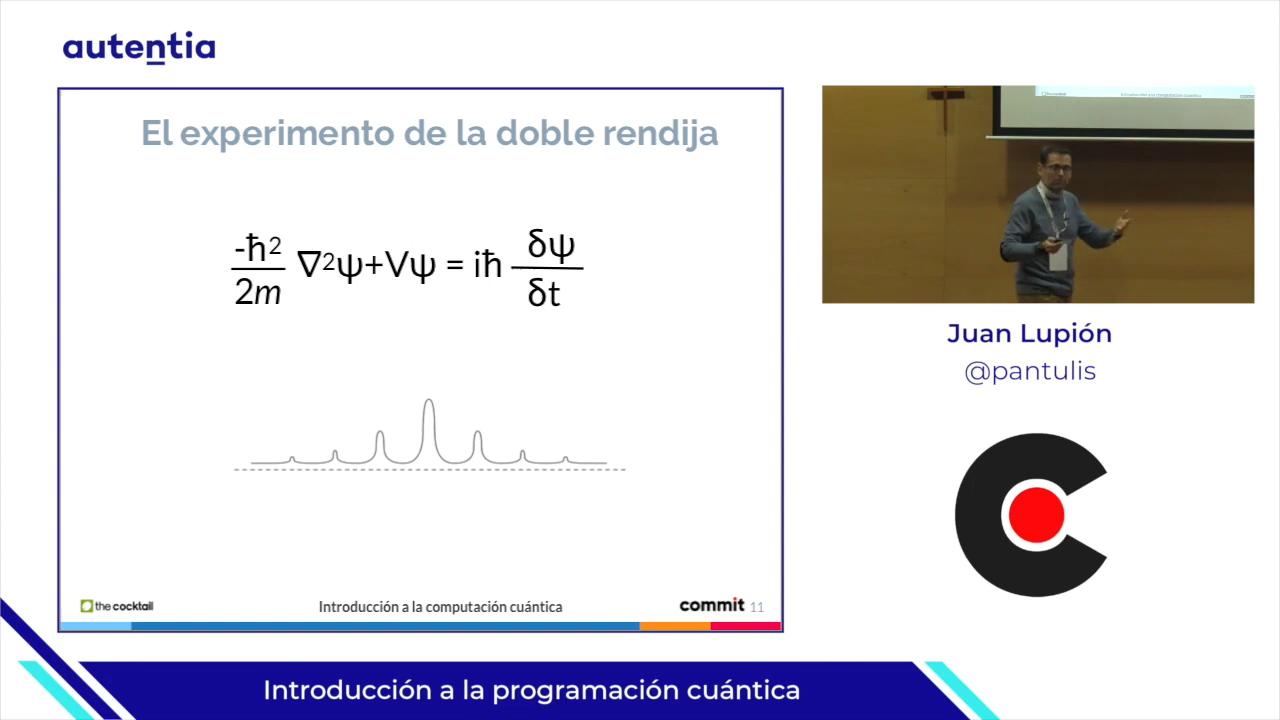 autentia
El experimento de la doble rendija
-ħ² δψ
∇²ψ+Vψ = iħ
2m δt
the cocktail
Introducción a la computación cuántica
commit 11
Juan Lupión
@pantulis
Introducción a la programación cuántica